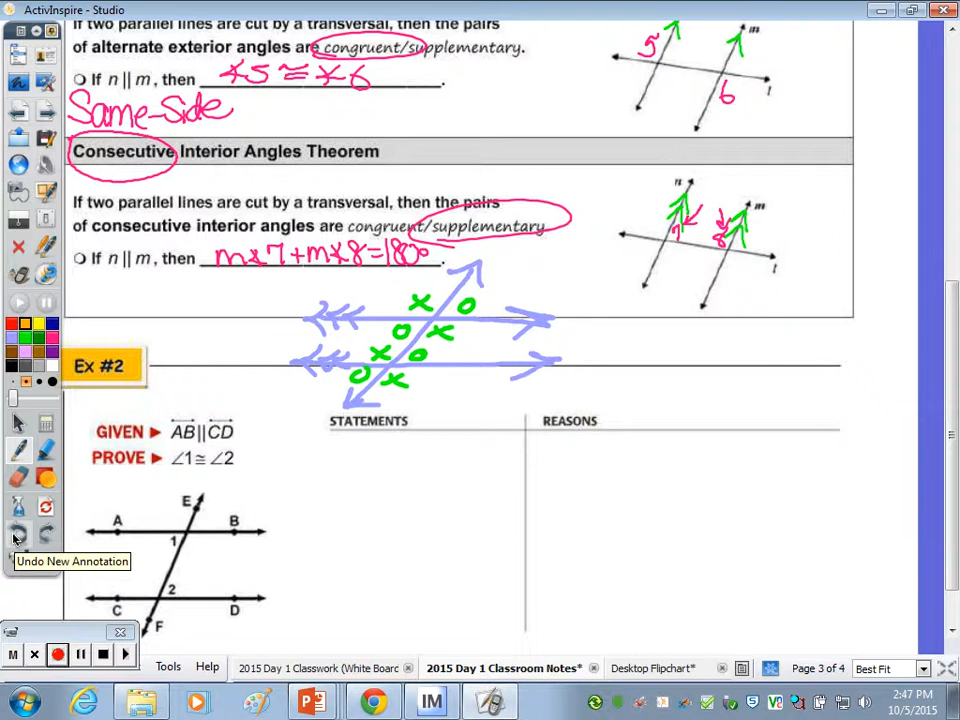 ActivInspire - Studio
If two parallel lines are cut by a transversal, then the pairs
of alternate exterior angles are congruent/supplementary.
❍ If n || m, then ∡5 ≅ ∡6.
5
m
6
l
Same-Side
Consecutive Interior Angles Theorem
If two parallel lines are cut by a transversal, then the pairs
of consecutive interior angles are congruent/supplementary
❍ If n || m, then m∡7+m∡8=180°.
n
m
7
8
l
x o
o x
x o
o x
Ex #2
GIVEN ► AB||CD
PROVE ► ∠1≅∠2
STATEMENTS
REASONS
E
A
B
1
2
C
D
F
Undo New Annotation
M
Tools
Help
2015 Day 1 Classwork (White Board
2015 Day 1 Classroom Notes*
Desktop Flipchart*
Page 3 of 4
Best Fit
IM
V2
2:47 PM
10/5/2015